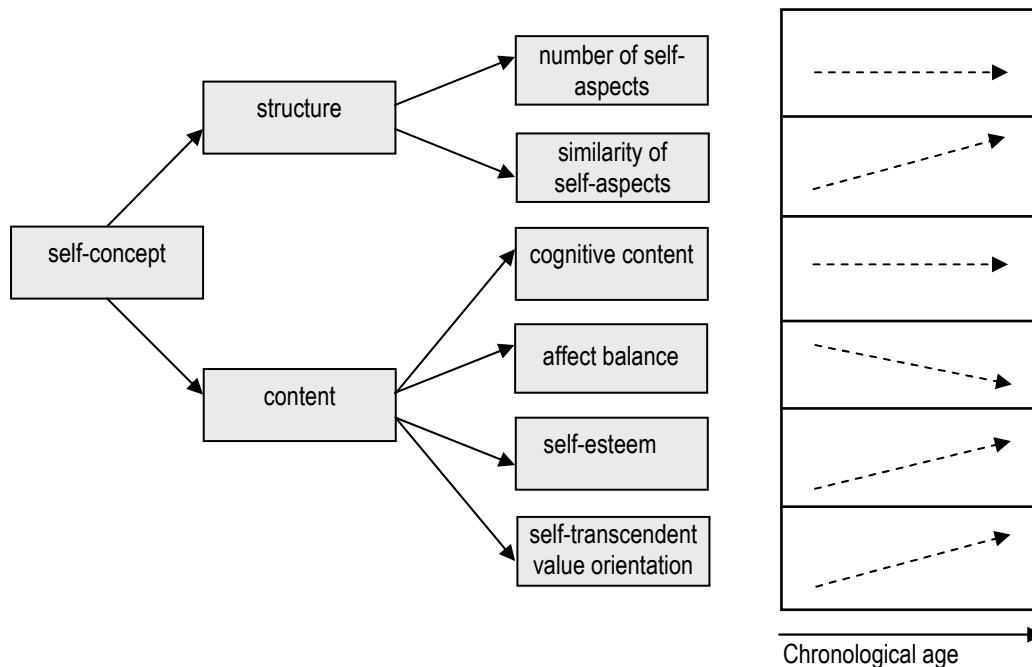 number of self-
aspects
structure
similarity of
self-aspects
self-concept
cognitive content
affect balance
content
self-esteem
self-transcendent
value orientation
Chronological age